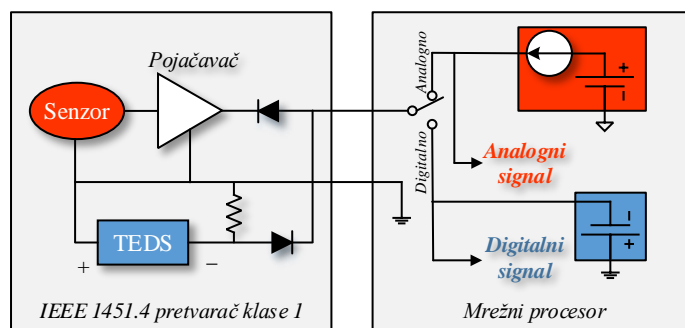 Pojačavač
Senzor
TEDS
+
−
IEEE 1451.4 pretvarač klase 1
Analogno
Digitalno
+
−
Analogni
signal
−
+
Digitalni
signal
Mrežni procesor